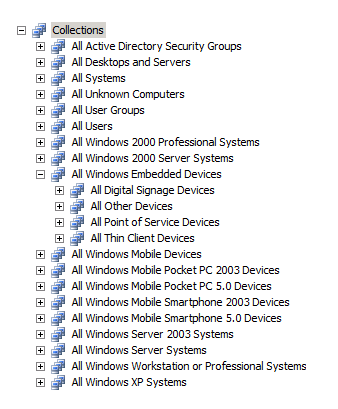 Collections
All Active Directory Security Groups
All Desktops and Servers
All Systems
All Unknown Computers
All User Groups
All Users
All Windows 2000 Professional Systems
All Windows 2000 Server Systems
All Windows Embedded Devices
All Digital Signage Devices
All Other Devices
All Point of Service Devices
All Thin Client Devices
All Windows Mobile Devices
All Windows Mobile Pocket PC 2003 Devices
All Windows Mobile Pocket PC 5.0 Devices
All Windows Mobile Smartphone 2003 Devices
All Windows Mobile Smartphone 5.0 Devices
All Windows Server 2003 Systems
All Windows Server Systems
All Windows Workstation or Professional Systems
All Windows XP Systems